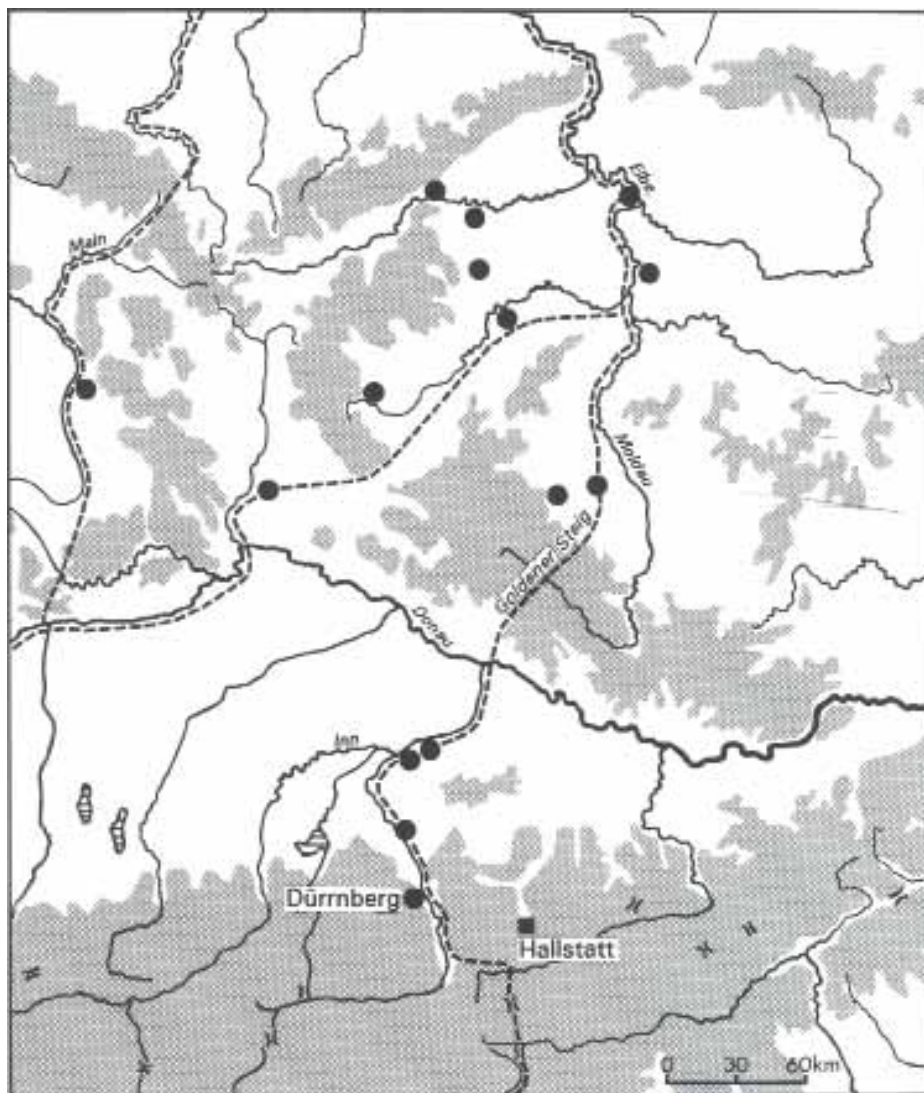 Elbe
Main
Moldau
Goldener Steig
Donau
Inn
Dürrnberg
Hallstatt
0 30 60km